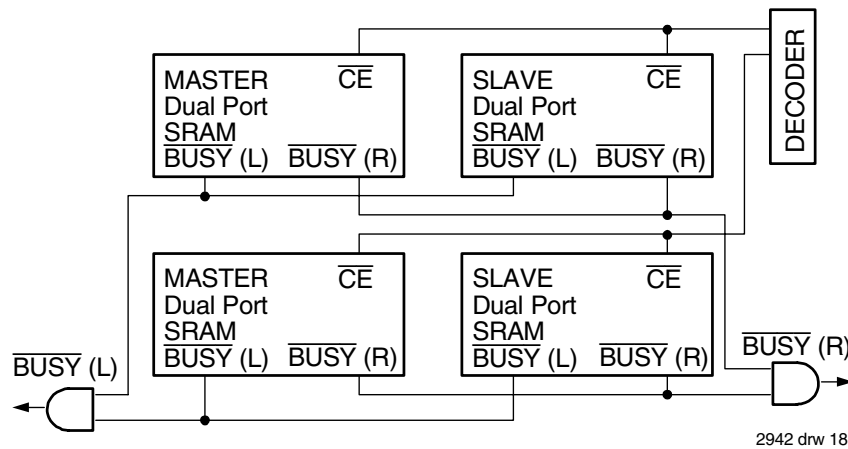 MASTER CE
Dual Port
SRAM
BUSY (L) BUSY (R)
SLAVE CE
Dual Port
SRAM
BUSY (L) BUSY (R)
DECODER
MASTER CE
Dual Port
SRAM
BUSY (L) BUSY (R)
SLAVE CE
Dual Port
SRAM
BUSY (L) BUSY (R)
BUSY (L)
BUSY (R)
2942 drw 18